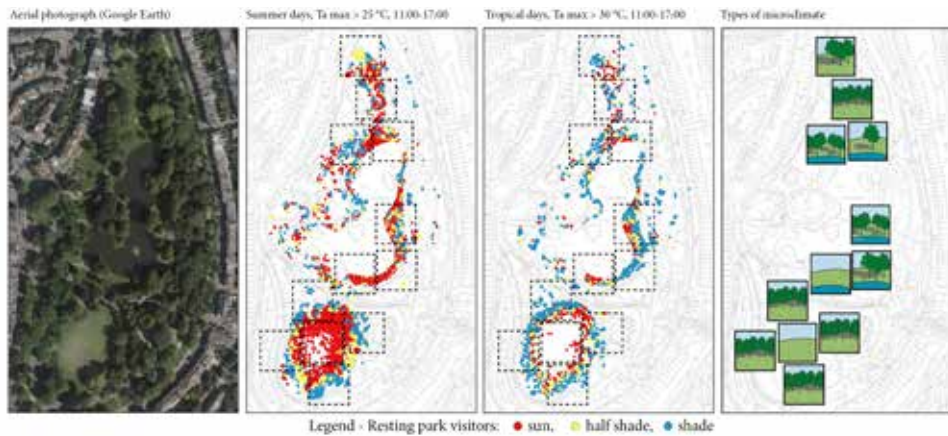 Aerial photograph (Google Earth)
Summer days, Ta max > 25 °C, 11:00-17:00
Tropical days, Ta max > 30 °C, 11:00-17:00
Types of microclimate
Legend - Resting park visitors: sun, half shade, shade